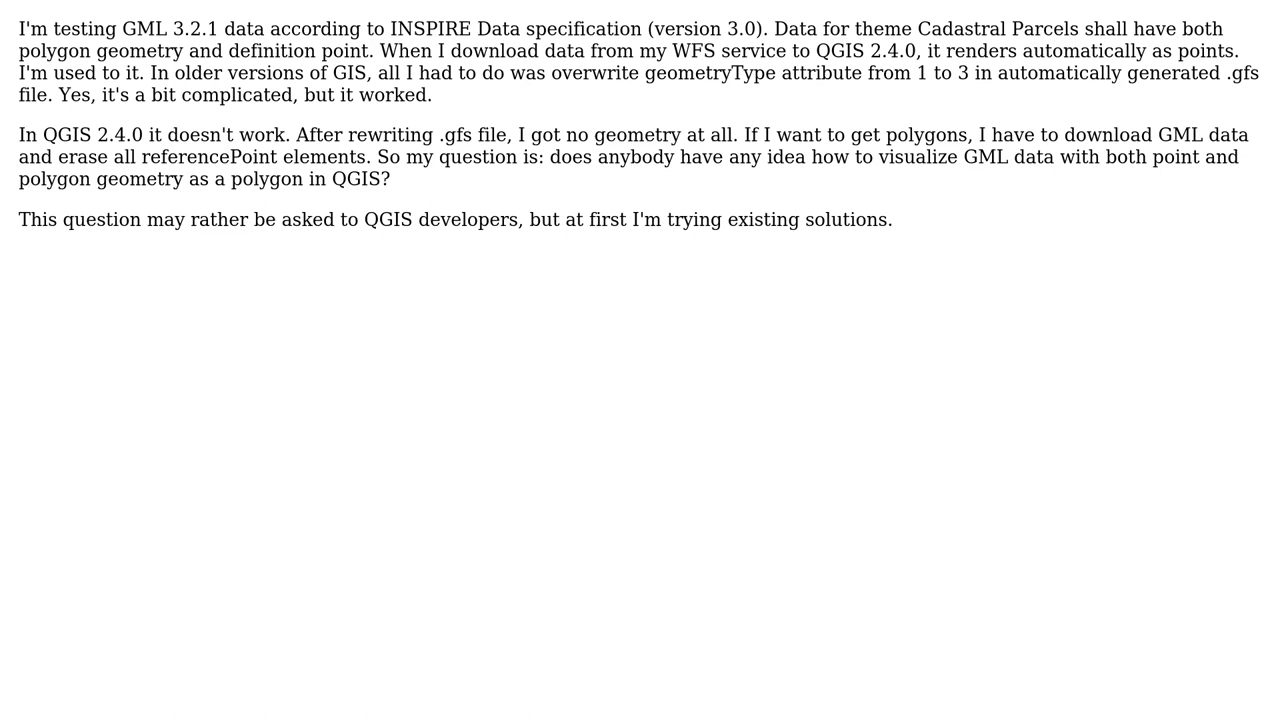 I'm testing GML 3.2.1 data according to INSPIRE Data specification (version 3.0). Data for theme Cadastral Parcels shall have both
polygon geometry and definition point. When I download data from my WFS service to QGIS 2.4.0, it renders automatically as points.
I'm used to it. In older versions of GIS, all I had to do was overwrite geometryType attribute from 1 to 3 in automatically generated .gfs
file. Yes, it's a bit complicated, but it worked.
In QGIS 2.4.0 it doesn't work. After rewriting .gfs file, I got no geometry at all. If I want to get polygons, I have to download GML data
and erase all referencePoint elements. So my question is: does anybody have any idea how to visualize GML data with both point and
polygon geometry as a polygon in QGIS?
This question may rather be asked to QGIS developers, but at first I'm trying existing solutions.